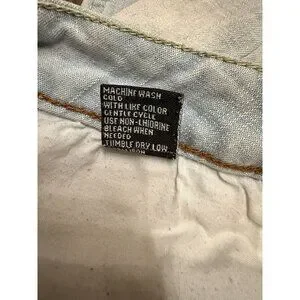 MACHINE WASH
COLD
WITH LIKE COLOR
GENTLE CYCLE
USE NON-CHLORINE
BLEACH WHEN
NEEDED
TUMBLE DRY LOW